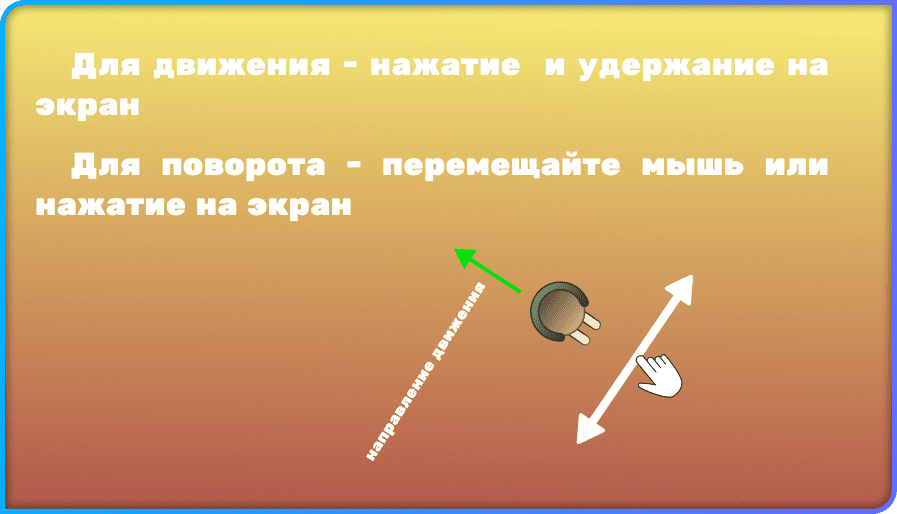 Для движения - нажатие и удержание на
экран
Для поворота - перемещайте мышь или
нажатие на экран
направление движения